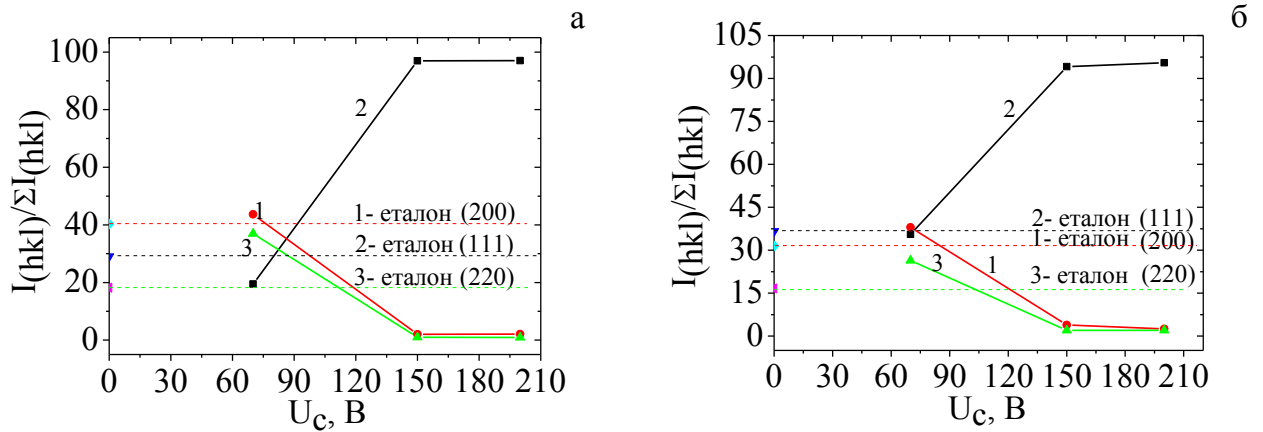 а
I(hkl)/ΣI(hkl)
100
80
60
40
20
0
2
1
3
1- еталон (200)
2- еталон (111)
3- еталон (220)
0 30 60 90 120 150 180 210
Uc, В
б
I(hkl)/ΣI(hkl)
105
90
75
60
45
30
15
0
2
2- еталон (111)
1- еталон (200)
3
1
3- еталон (220)
0 30 60 90 120 150 180 210
Uc, В